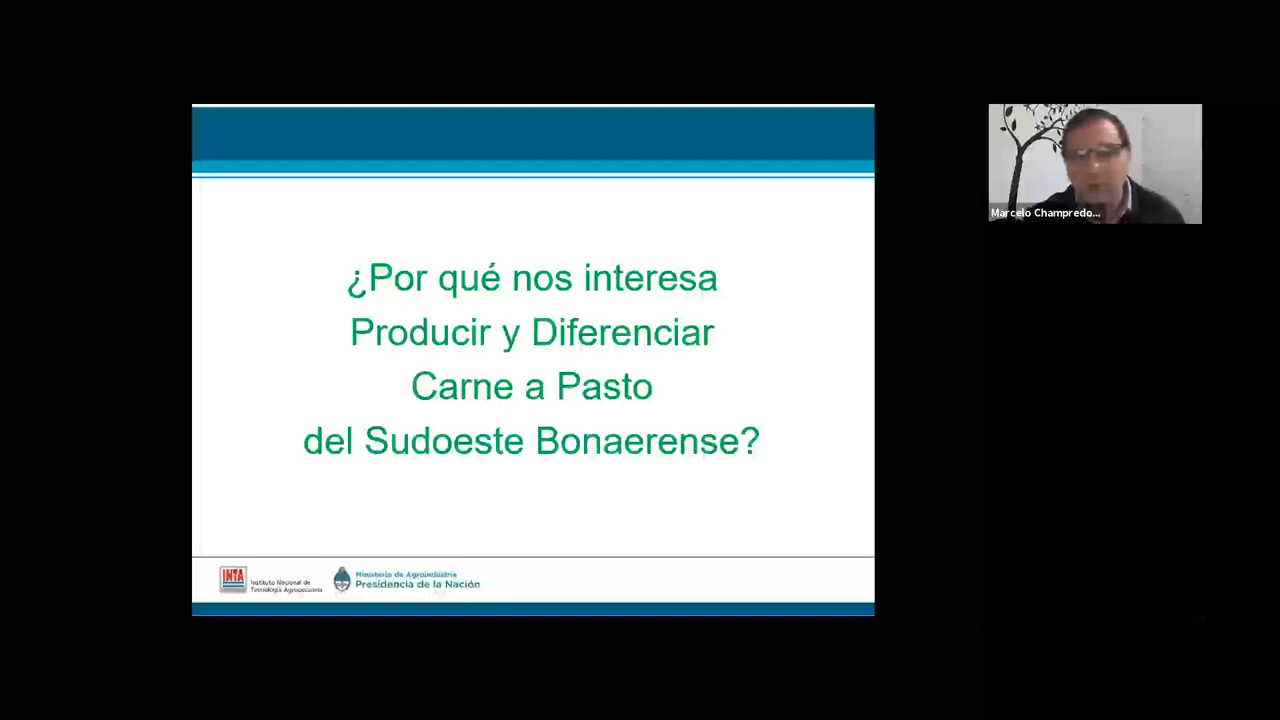 ¿Por qué nos interesa
Producir y Diferenciar
Carne a Pasto
del Sudoeste Bonaerense?
Marcelo Champredo...
INTA
Instituto Nacional de
Tecnología Agropecuaria
Ministerio de Agroindustria
Presidencia de la Nación